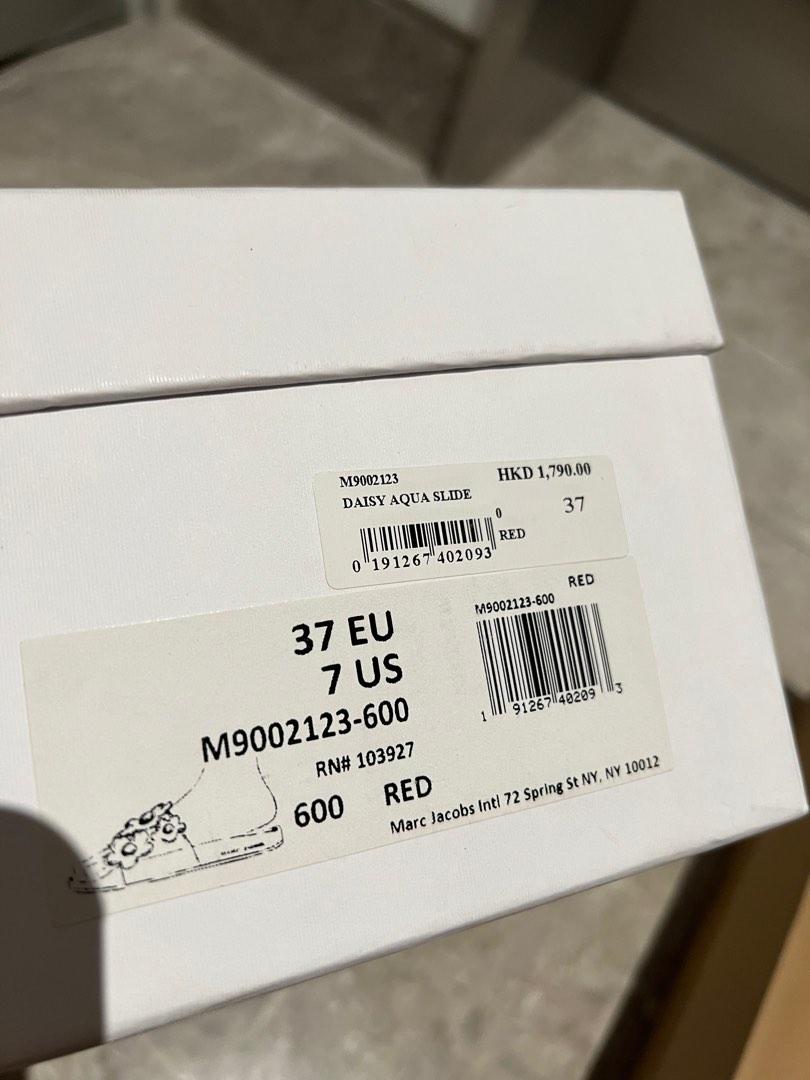 M9002123 HKD 1,790.00
DAISY AQUA SLIDE 37
0
RED
0 191267 402093
RED
37 EU M9002123-600
7 US
1 91267 40209 3
M9002123-600
RN# 103927
600 RED
Marc Jacobs Intl 72 Spring St NY, NY 10012